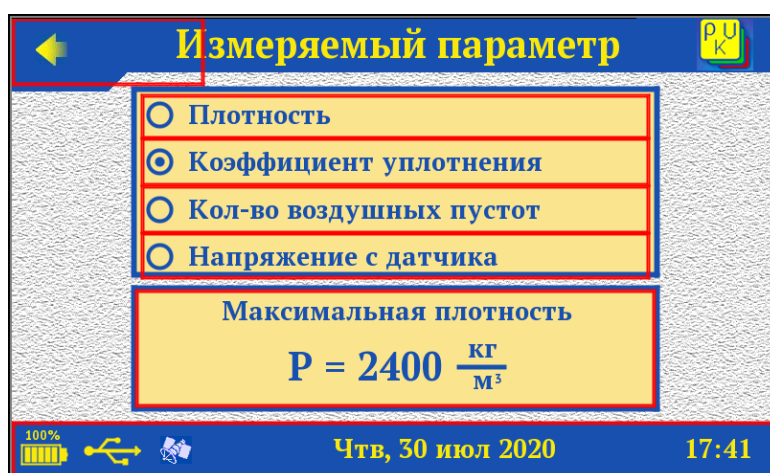 Измеряемый параметр
ρ U
K
Плотность
Коэффициент уплотнения
Кол-во воздушных пустот
Напряжение с датчика
Максимальная плотность
P = 2400 кг/м³
100%
Чтв, 30 июл 2020 17:41